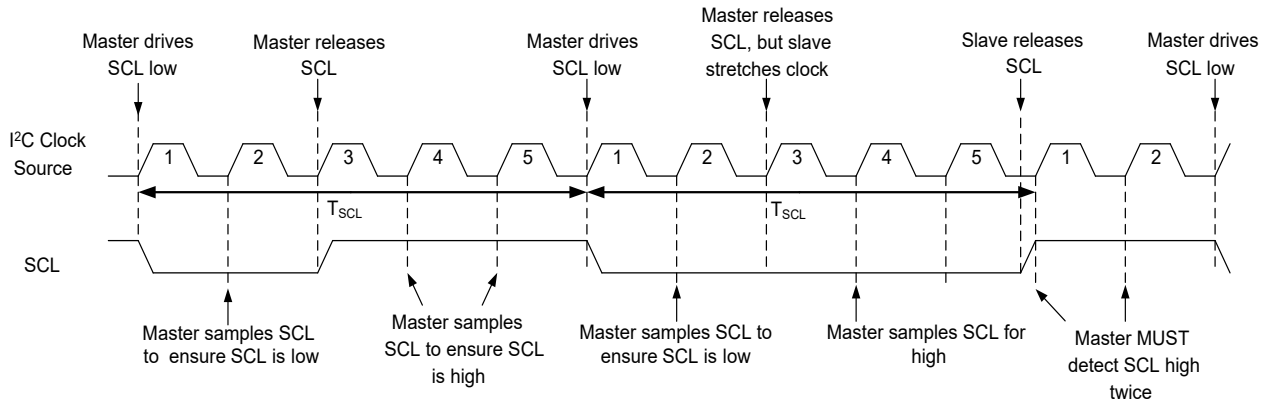 Master drives
SCL low
Master releases
SCL
Master drives
SCL low
Master releases
SCL, but slave
stretches clock
Slave releases
SCL
Master drives
SCL low
I²C Clock
Source
1
2
3
4
5
1
2
3
4
5
1
2
TSCL
TSCL
SCL
Master samples SCL
to ensure SCL is low
Master samples
SCL to ensure SCL
is high
Master samples SCL to
ensure SCL is low
Master samples SCL for
high
Master MUST
detect SCL high
twice